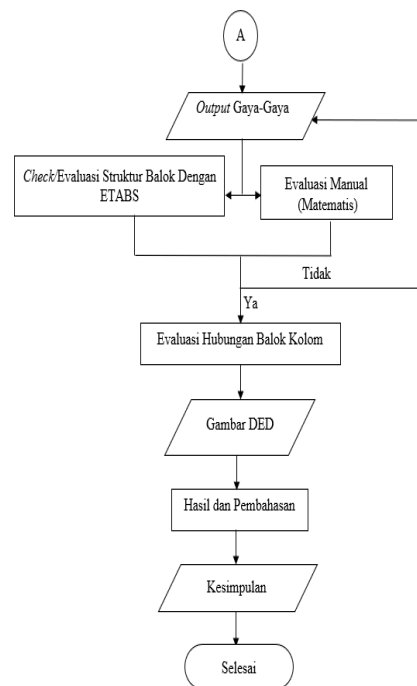 A
Output Gaya-Gaya
Check/Evaluasi Struktur Balok Dengan
ETABS
Evaluasi Manual
(Matematis)
Tidak
Ya
Evaluasi Hubungan Balok Kolom
Gambar DED
Hasil dan Pembahasan
Kesimpulan
Selesai